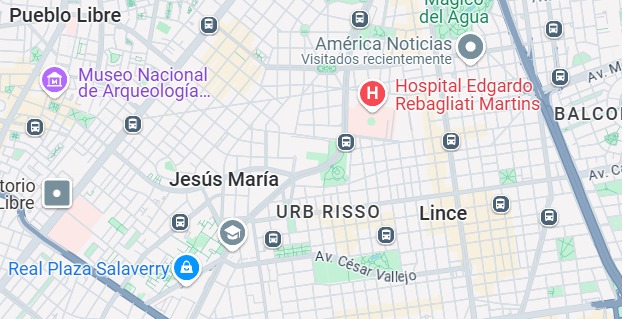 Pueblo Libre
Mágico
del Agua
América Noticias
Visitados recientemente
Museo Nacional
de Arqueología...
Hospital Edgardo
Rebagliati Martins
H
Av. M
BALCO
Jesús María
torio
Libre
URB RISSO
Lince
Av. C
Real Plaza Salaverry
Av. César Vallejo